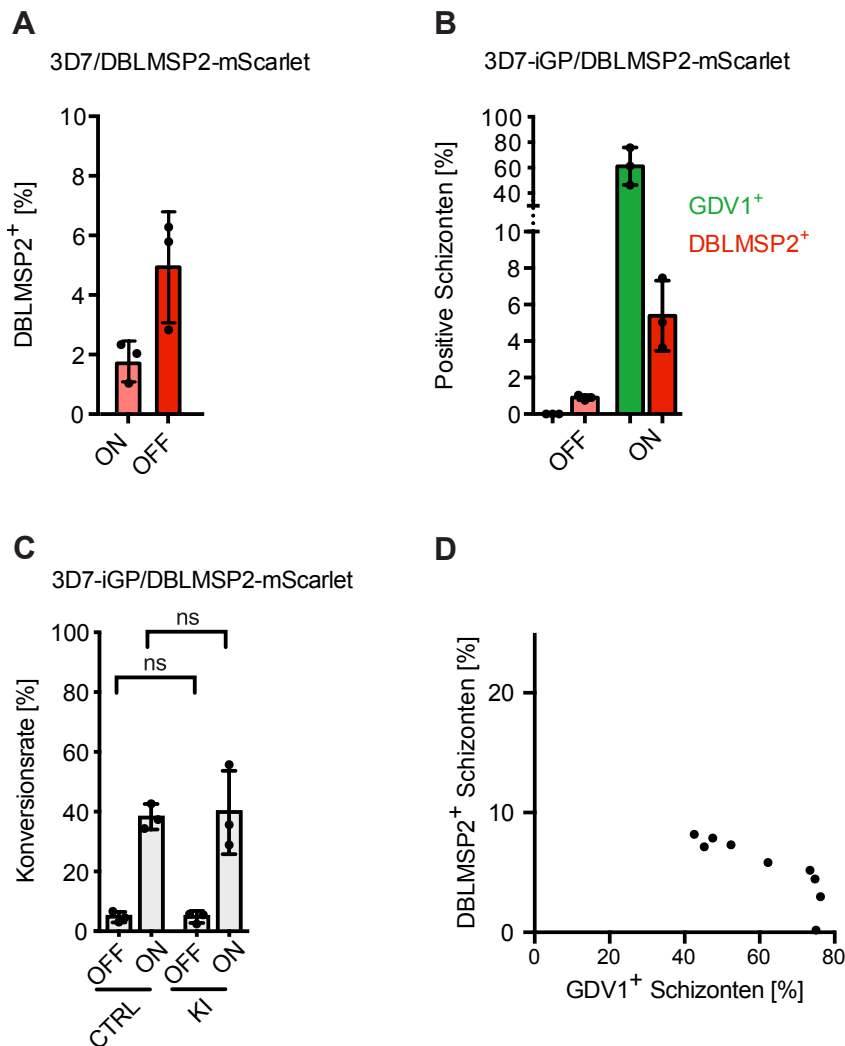 A
3D7/DBLMSP2-mScarlet
DBLMSP2+ [%]
10
8
6
4
2
0
ON
OFF
B
3D7-iGP/DBLMSP2-mScarlet
Positive Schizonten [%]
100
80
60
40
10
8
6
4
2
0
OFF
ON
GDV1+
DBLMSP2+
C
3D7-iGP/DBLMSP2-mScarlet
Konversionsrate [%]
100
80
60
40
20
0
ns
ns
OFF
ON
OFF
ON
CTRL
KI
D
DBLMSP2+ Schizonten [%]
20
10
0
0
20
40
60
80
GDV1+ Schizonten [%]